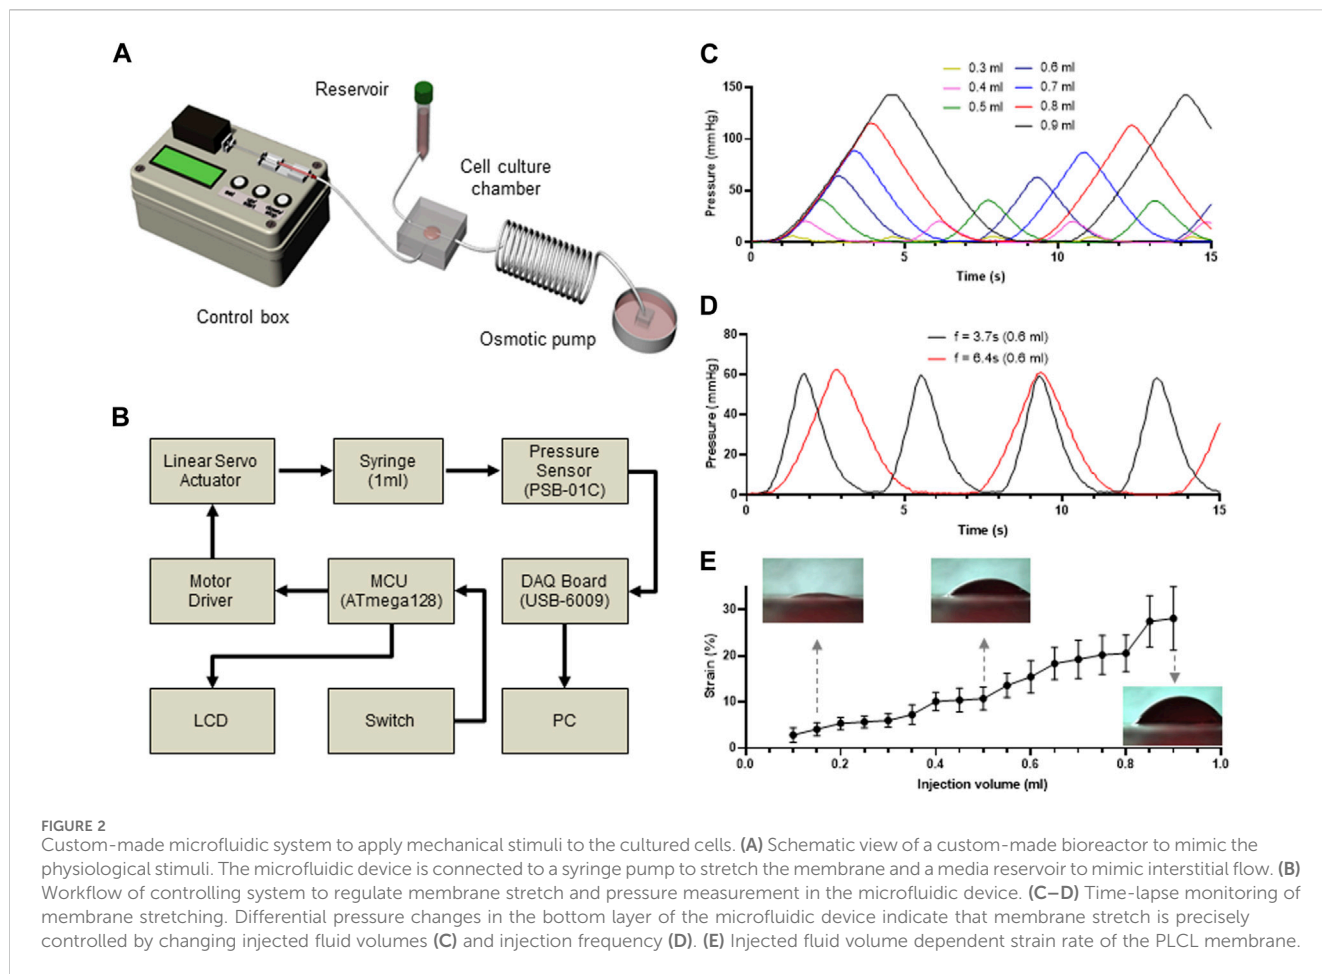 A
Reservoir
Cell culture
chamber
Control box
Osmotic pump
B
Linear Servo
Actuator
Syringe
(1ml)
Pressure
Sensor
(PSB-01C)
Motor
Driver
MCU
(ATmega128)
DAQ Board
(USB-6009)
LCD
Switch
PC
C
0.3 ml
0.4 ml
0.5 ml
0.6 ml
0.7 ml
0.8 ml
0.9 ml
Pressure (mmHg)
150
100
50
0
0 5 10 15
Time (s)
D
f = 3.7s (0.6 ml)
f = 6.4s (0.6 ml)
Pressure (mmHg)
80
60
40
20
0
0 5 10 15
Time (s)
E
Strain (%)
30
20
10
0
0.0 0.2 0.4 0.6 0.8 1.0
Injection volume (ml)
FIGURE 2
Custom-made microfluidic system to apply mechanical stimuli to the cultured cells. (A) Schematic view of a custom-made bioreactor to mimic the
physiological stimuli. The microfluidic device is connected to a syringe pump to stretch the membrane and a media reservoir to mimic interstitial flow. (B)
Workflow of controlling system to regulate membrane stretch and pressure measurement in the microfluidic device. (C–D) Time-lapse monitoring of
membrane stretching. Differential pressure changes in the bottom layer of the microfluidic device indicate that membrane stretch is precisely
controlled by changing injected fluid volumes (C) and injection frequency (D). (E) Injected fluid volume dependent strain rate of the PLCL membrane.